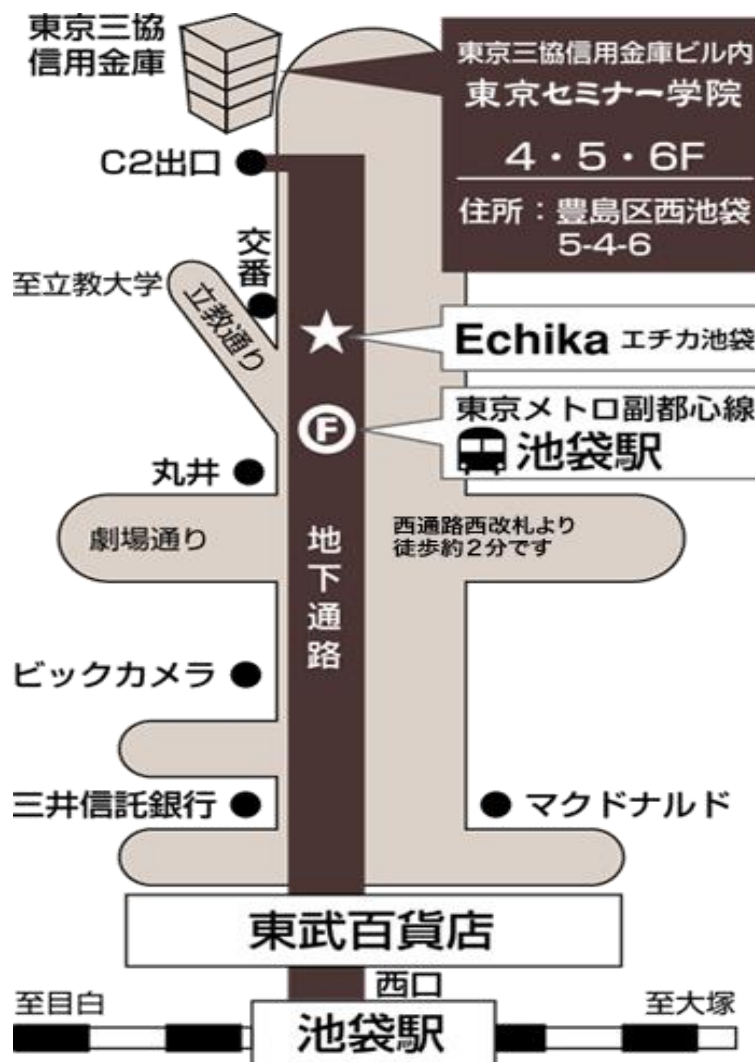 東京三協
信用金庫
東京三協信用金庫ビル内
東京セミナー学院
4・5・6F
住所：豊島区西池袋
5-4-6
C2出口
交番
至立教大学
立教通り
Echika エチカ池袋
東京メトロ副都心線
F
池袋駅
丸井
劇場通り
西通路西改札より
徒歩約2分です
地下通路
ビックカメラ
三井信託銀行
マクドナルド
東武百貨店
西口
至目白
池袋駅
至大塚